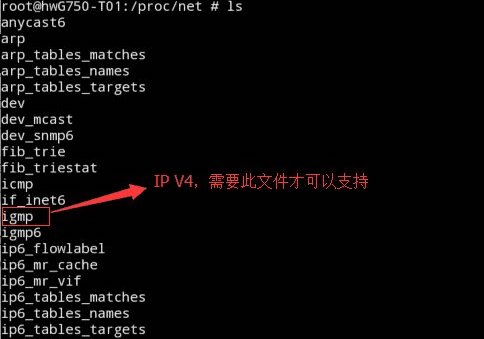 root@hwG750-T01:/proc/net # ls
anycast6
arp
arp_tables_matches
arp_tables_names
arp_tables_targets
dev
dev_mcast
dev_snmp6
fib_trie
fib_triestat
icmp
IP V4，需要此文件才可以支持
if_inet6
igmp
igmp6
ip6_flowlabel
ip6_mr_cache
ip6_mr_vif
ip6_tables_matches
ip6_tables_names
ip6_tables_targets